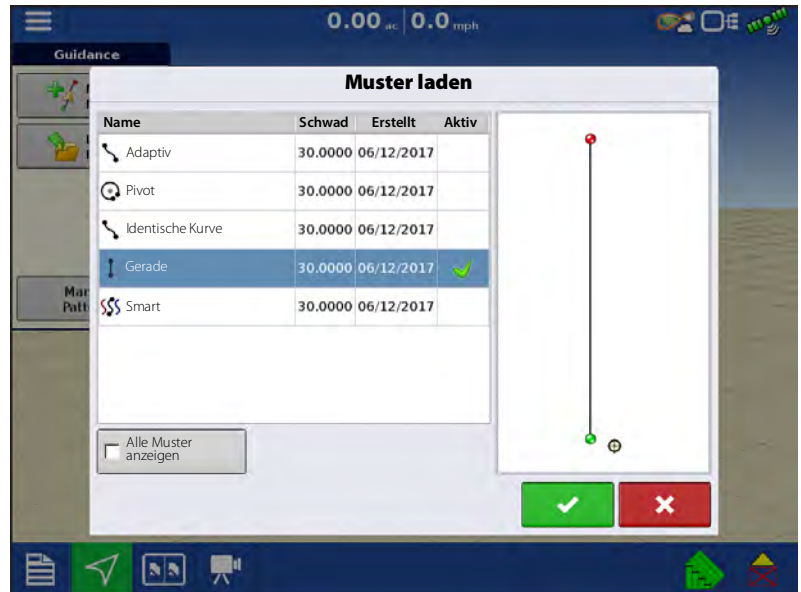 0.00 ac 0.0 mph
Guidance
Muster laden
Name Schwad Erstellt Aktiv
Adaptiv 30.0000 06/12/2017
Pivot 30.0000 06/12/2017
Identische Kurve 30.0000 06/12/2017
Gerade 30.0000 06/12/2017
Smart 30.0000 06/12/2017
Alle Muster
anzeigen